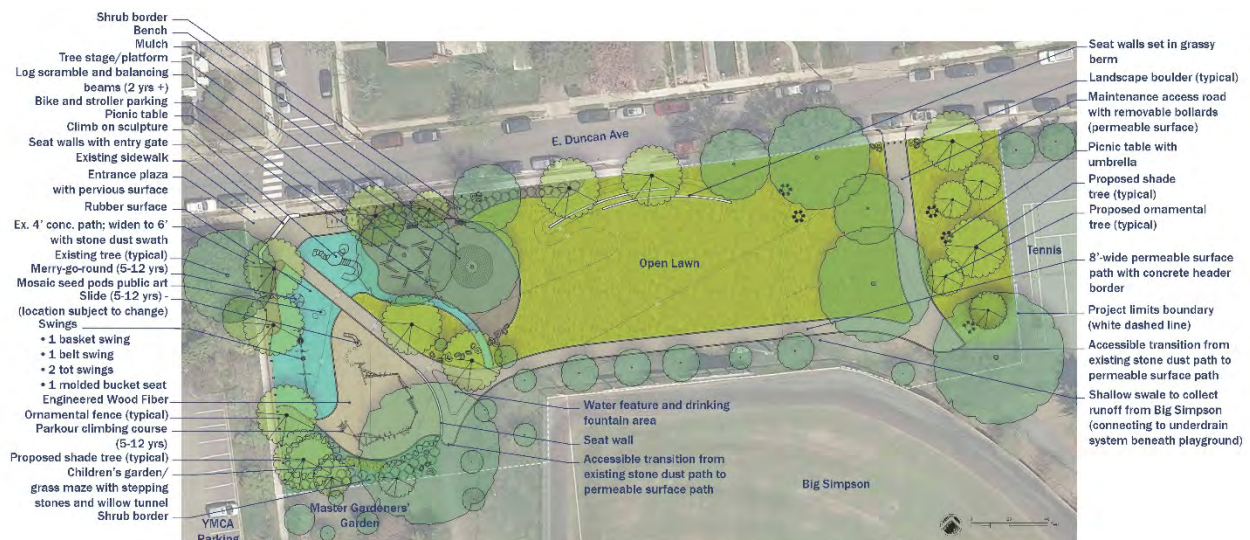 Shrub border
Bench
Mulch
Tree stage/platform
Log scramble and balancing
beams (2 yrs +)
Bike and stroller parking
Picnic table
Climb on sculpture
Seat walls with entry gate
Existing sidewalk
Entrance plaza
with pervious surface
Rubber surface
Ex. 4' conc. path; widen to 6'
with stone dust swath
Existing tree (typical)
Merry-go-round (5-12 yrs)
Mosaic seed pods public art
Slide (5-12 yrs) -
(location subject to change)
Swings
• 1 basket swing
• 1 belt swing
• 2 tot swings
• 1 molded bucket seat
Engineered Wood Fiber
Ornamental fence (typical)
Parkour climbing course
(5-12 yrs)
Proposed shade tree (typical)
Children's garden/
grass maze with stepping
stones and willow tunnel
Shrub border
YMCA
Parking
Master Gardeners'
Garden
E. Duncan Ave
Open Lawn
Water feature and drinking
fountain area
Seat wall
Accessible transition from
existing stone dust path to
permeable surface path
Big Simpson
Tennis
Seat walls set in grassy
berm
Landscape boulder (typical)
Maintenance access road
with removable bollards
(permeable surface)
Picnic table with
umbrella
Proposed shade
tree (typical)
Proposed ornamental
tree (typical)
8'-wide permeable surface
path with concrete header
border
Project limits boundary
(white dashed line)
Accessible transition from
existing stone dust path to
permeable surface path
Shallow swale to collect
runoff from Big Simpson
(connecting to underdrain
system beneath playground)